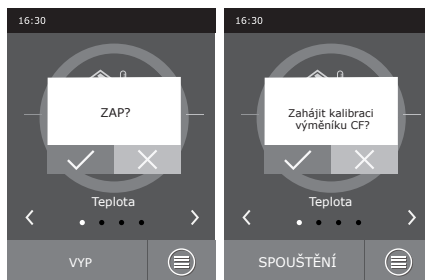 16:30
ZAP?
Teplota
VYP
16:30
Zahájit kalibraci
výměníku CF?
Teplota
SPOUŠTĚNÍ